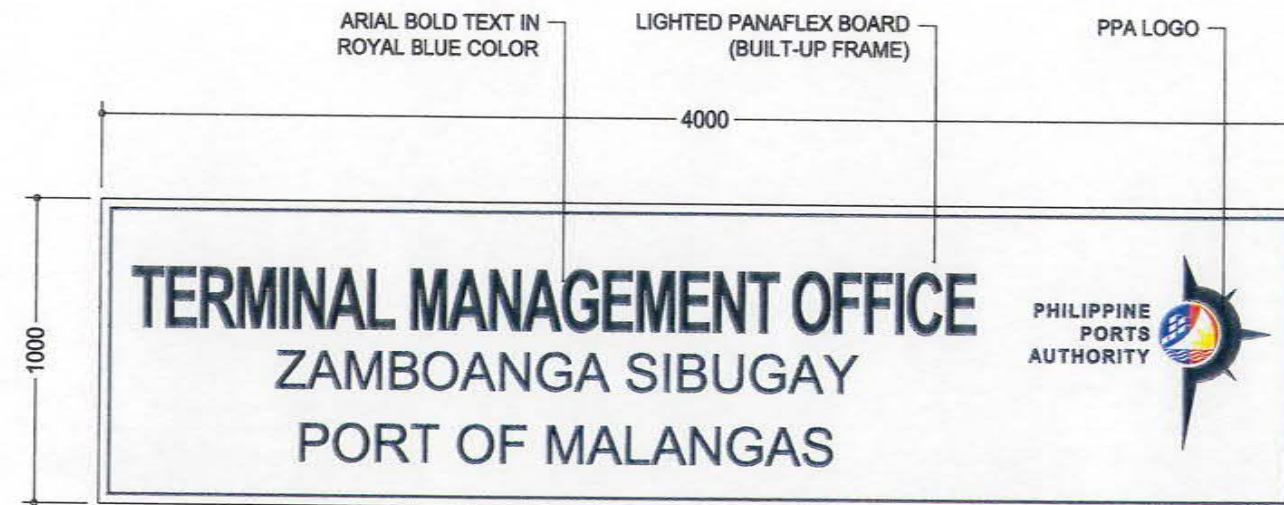 ARIAL BOLD TEXT IN
ROYAL BLUE COLOR
LIGHTED PANAFLEX BOARD
(BUILT-UP FRAME)
PPA LOGO
4000
1000
TERMINAL MANAGEMENT OFFICE
ZAMBOANGA SIBUGAY
PORT OF MALANGAS
PHILIPPINE
PORTS
AUTHORITY